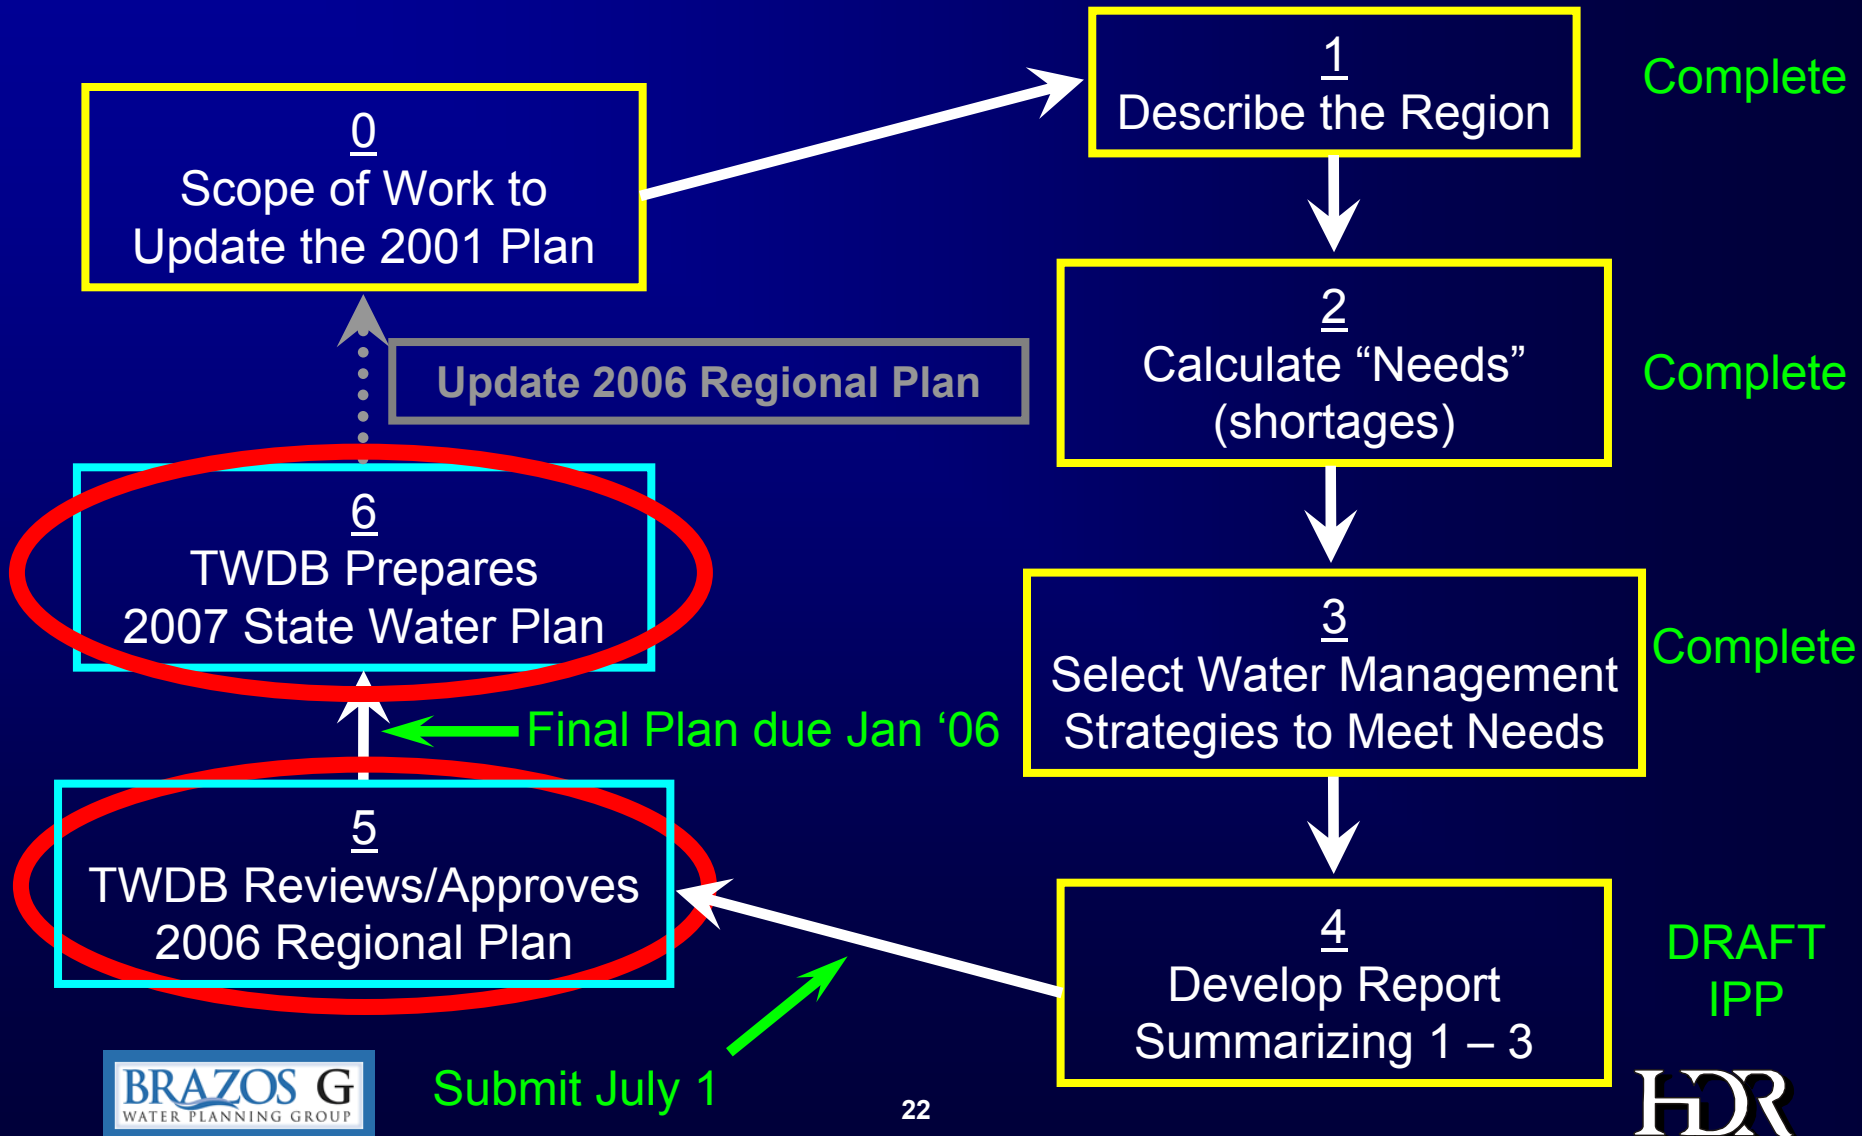 0
Scope of Work to
Update the 2001 Plan
1
Describe the Region
Complete
2
Calculate “Needs”
(shortages)
Complete
Update 2006 Regional Plan
3
Select Water Management
Strategies to Meet Needs
Complete
6
TWDB Prepares
2007 State Water Plan
Final Plan due Jan ‘06
5
TWDB Reviews/Approves
2006 Regional Plan
4
Develop Report
Summarizing 1 – 3
DRAFT
IPP
Submit July 1
BRAZOS G
WATER PLANNING GROUP
22
HDR